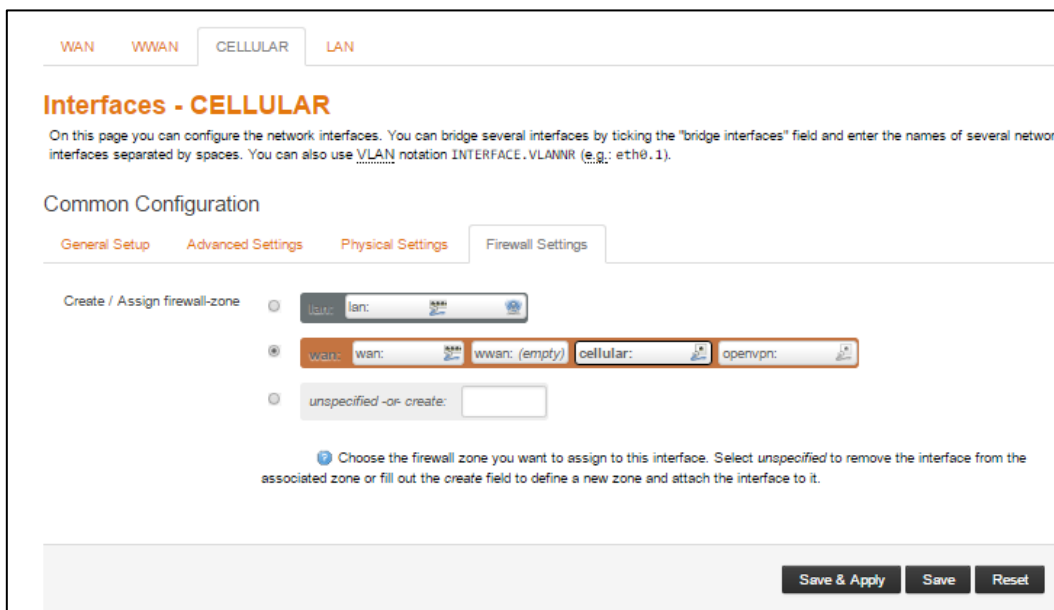 WAN WWAN CELLULAR LAN
Interfaces - CELLULAR
On this page you can configure the network interfaces. You can bridge several interfaces by ticking the "bridge interfaces" field and enter the names of several networ
interfaces separated by spaces. You can also use VLAN notation INTERFACE.VLANNR (e.g.: eth0.1).
Common Configuration
General Setup Advanced Settings Physical Settings Firewall Settings
Create / Assign firewall-zone
lan: lan:
wan: wan: wwan: (empty) cellular: openvpn:
unspecified -or- create:
Choose the firewall zone you want to assign to this interface. Select unspecified to remove the interface from the
associated zone or fill out the create field to define a new zone and attach the interface to it.
Save & Apply Save Reset